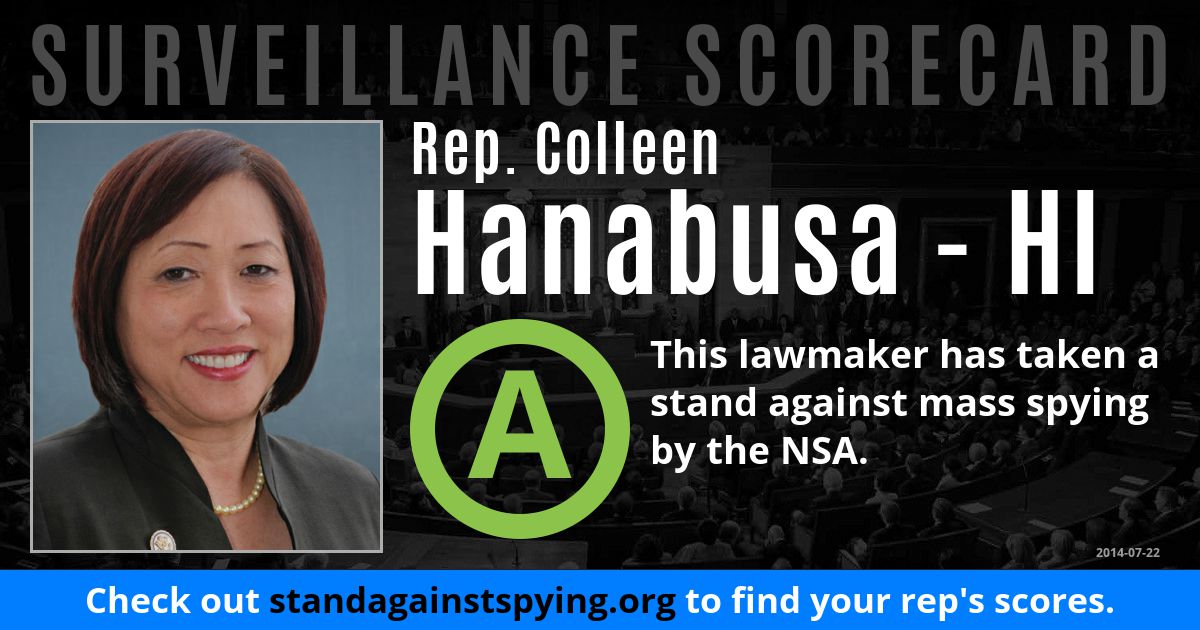 SURVEILLANCE SCORECARD
Rep. Colleen
Hanabusa - HI
A
This lawmaker has taken a
stand against mass spying
by the NSA.
2014-07-22
Check out standagainstspying.org to find your rep's scores.